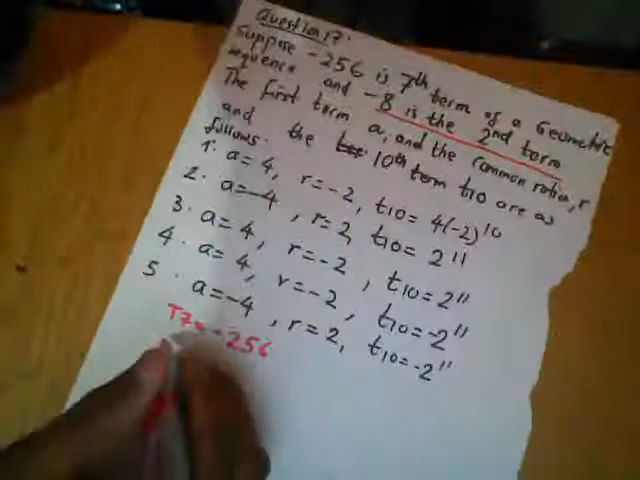 Question 17:
Suppose -256 is 7th term of a Geometric
sequence and -8 is the 2nd term
The first term a, and the common ratio, r
and the 10th term t10 are as
follows.
1. a=4, r=-2, t10= 4(-2)^10
2. a=-4, r=2, t10= 2^11
3. a=4, r=-2, t10= 2^11
4. a=4, r=-2, t10=-2^11
5. a=-4, r=2, t10=-2^11
T7= -256